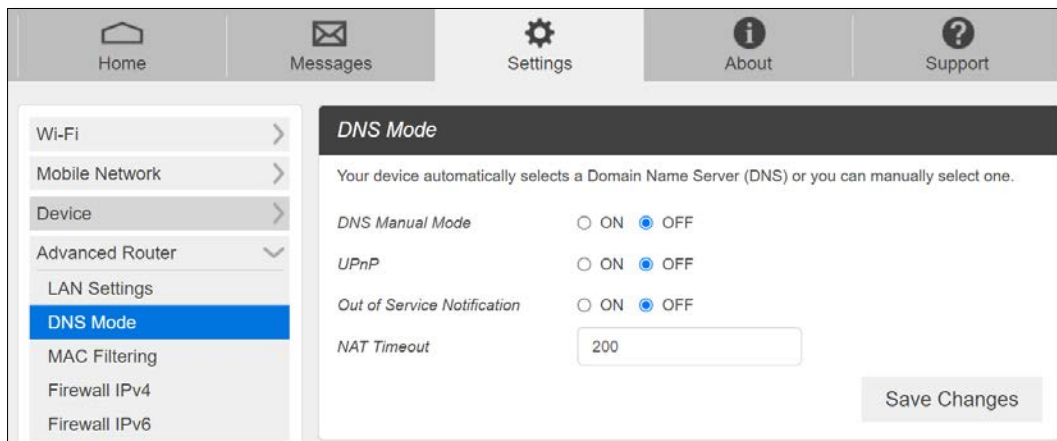 Home
Messages
Settings
About
Support
Wi-Fi
Mobile Network
Device
Advanced Router
LAN Settings
DNS Mode
MAC Filtering
Firewall IPv4
Firewall IPv6
DNS Mode
Your device automatically selects a Domain Name Server (DNS) or you can manually select one.
DNS Manual Mode ON OFF
UPnP ON OFF
Out of Service Notification ON OFF
NAT Timeout 200
Save Changes